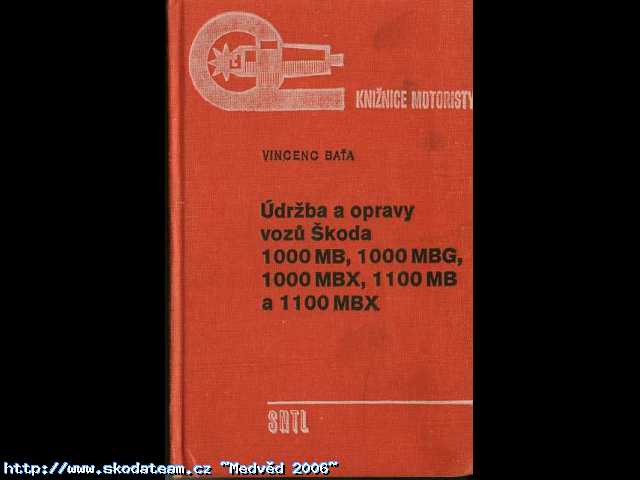 KNIŽNICE MOTORISTY
VINCENC BAŤA
Údržba a opravy
vozů Škoda
1000 MB, 1000 MBG,
1000 MBX, 1100 MB
a 1100 MBX
SNTL
http://www.skodateam.cz ~Medvěd 2006~